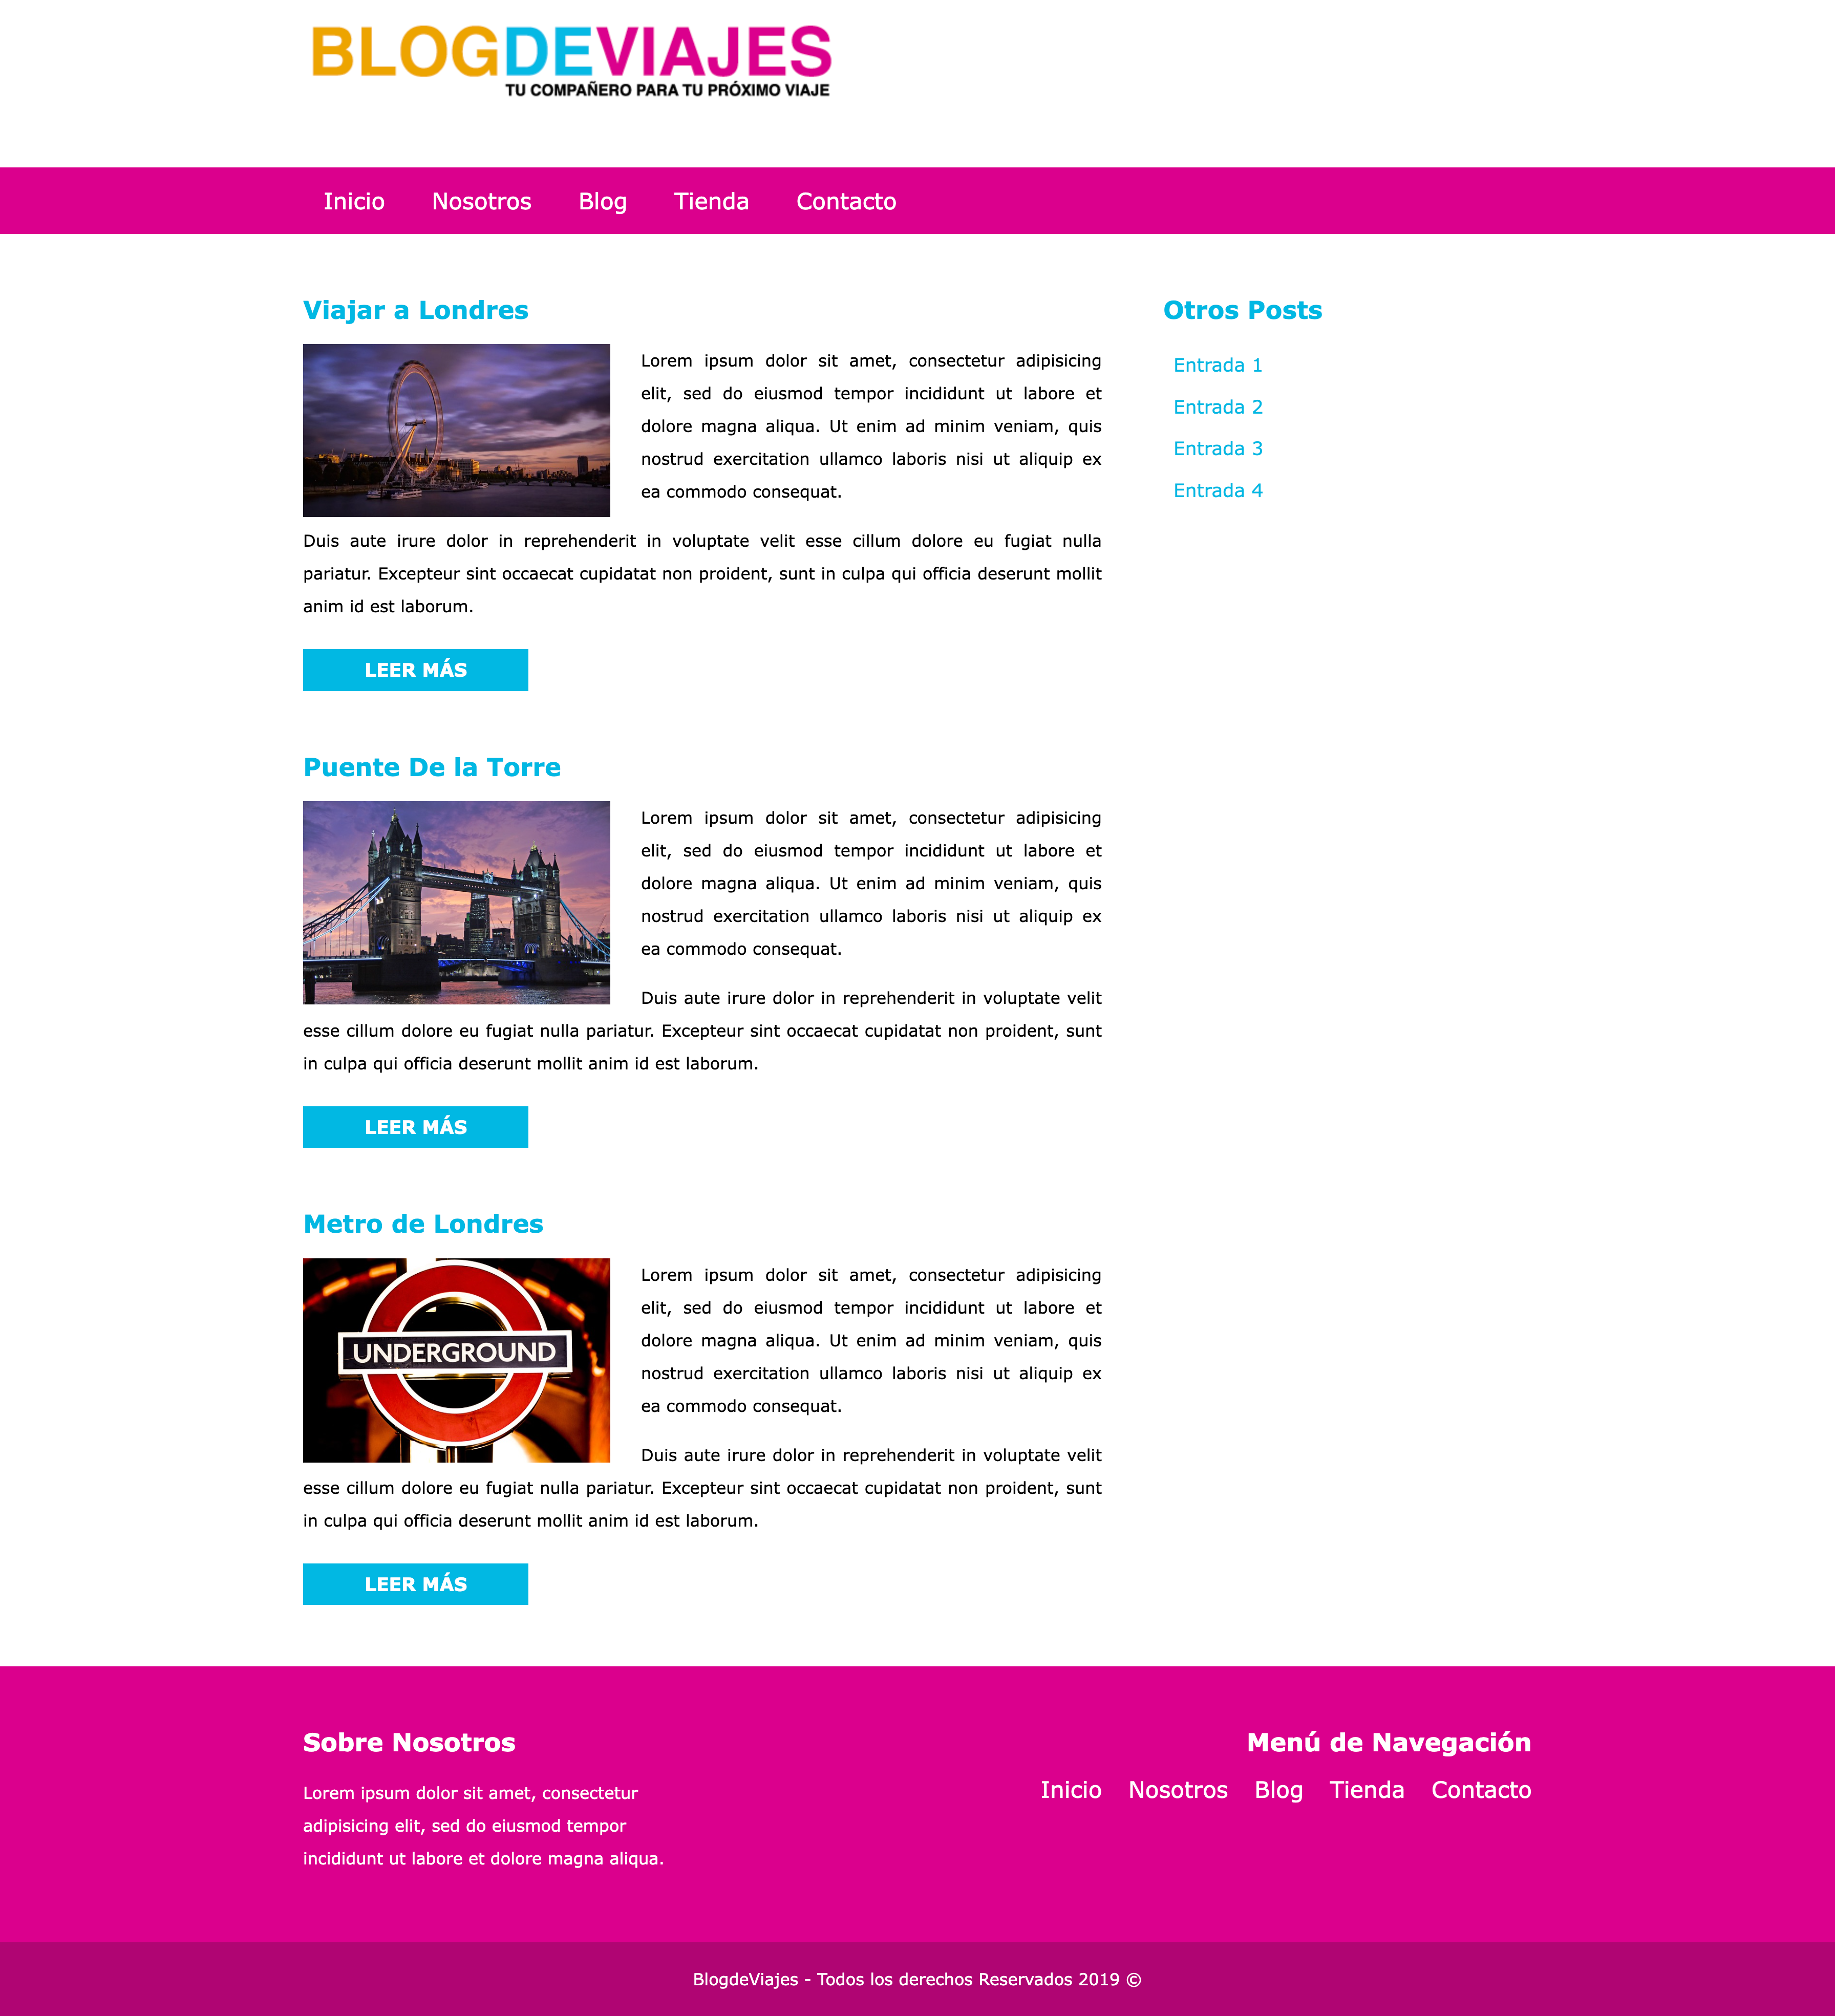 BLOGDEVIAJES
TU COMPAÑERO PARA TU PRÓXIMO VIAJE
Inicio Nosotros Blog Tienda Contacto
Viajar a Londres
Lorem ipsum dolor sit amet, consectetur adipisicing
elit, sed do eiusmod tempor incididunt ut labore et
dolore magna aliqua. Ut enim ad minim veniam, quis
nostrud exercitation ullamco laboris nisi ut aliquip ex
ea commodo consequat.
Duis aute irure dolor in reprehenderit in voluptate velit esse cillum dolore eu fugiat nulla
pariatur. Excepteur sint occaecat cupidatat non proident, sunt in culpa qui officia deserunt mollit
anim id est laborum.
LEER MÁS
Puente De la Torre
Lorem ipsum dolor sit amet, consectetur adipisicing
elit, sed do eiusmod tempor incididunt ut labore et
dolore magna aliqua. Ut enim ad minim veniam, quis
nostrud exercitation ullamco laboris nisi ut aliquip ex
ea commodo consequat.
Duis aute irure dolor in reprehenderit in voluptate velit
esse cillum dolore eu fugiat nulla pariatur. Excepteur sint occaecat cupidatat non proident, sunt
in culpa qui officia deserunt mollit anim id est laborum.
LEER MÁS
Metro de Londres
UNDERGROUND
Lorem ipsum dolor sit amet, consectetur adipisicing
elit, sed do eiusmod tempor incididunt ut labore et
dolore magna aliqua. Ut enim ad minim veniam, quis
nostrud exercitation ullamco laboris nisi ut aliquip ex
ea commodo consequat.
Duis aute irure dolor in reprehenderit in voluptate velit
esse cillum dolore eu fugiat nulla pariatur. Excepteur sint occaecat cupidatat non proident, sunt
in culpa qui officia deserunt mollit anim id est laborum.
LEER MÁS
Otros Posts
Entrada 1
Entrada 2
Entrada 3
Entrada 4
Sobre Nosotros
Lorem ipsum dolor sit amet, consectetur
adipisicing elit, sed do eiusmod tempor
incididunt ut labore et dolore magna aliqua.
Menú de Navegación
Inicio Nosotros Blog Tienda Contacto
BlogdeViajes - Todos los derechos Reservados 2019 ©